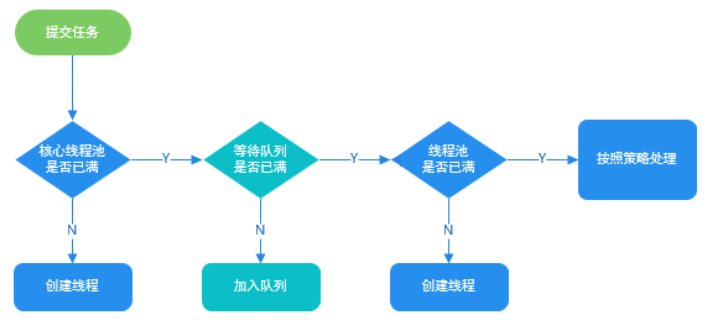 提交任务
核心线程池
是否已满
Y
等待队列
是否已满
Y
线程池
是否已满
Y
按照策略处理
N
N
N
创建线程
加入队列
创建线程